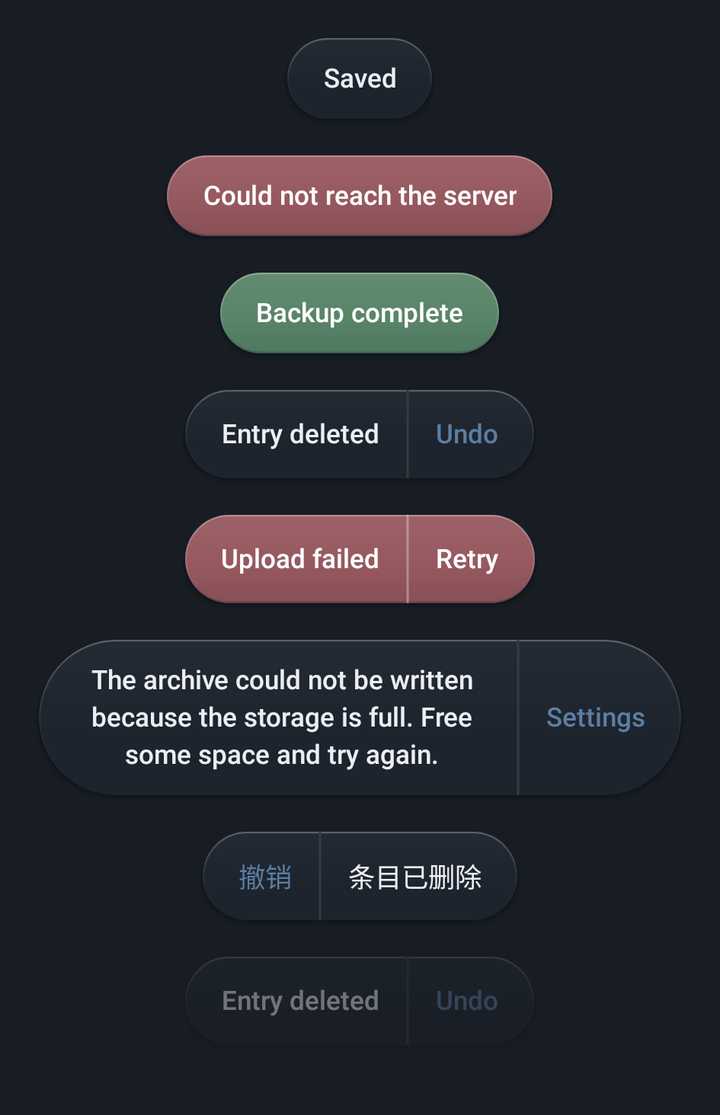 Saved
Could not reach the server
Backup complete
Entry deleted Undo
Upload failed Retry
The archive could not be written
because the storage is full. Free
some space and try again.
Settings
撤销 条目已删除
Entry deleted Undo